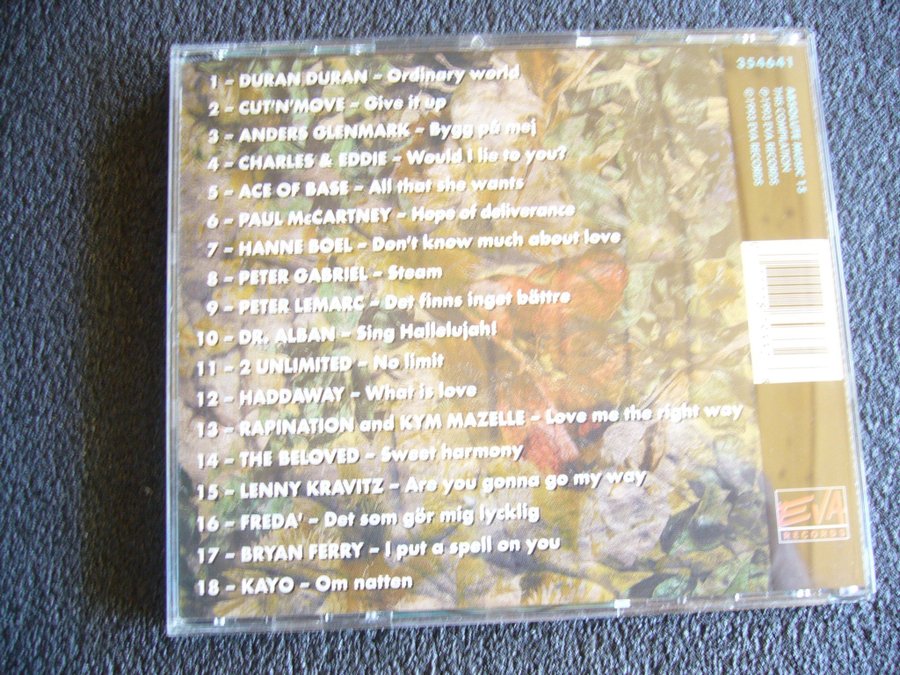 1 – DURAN DURAN – Ordinary world
2 – CUT'N'MOVE – Give it up
3 – ANDERS GLENMARK – Bygg på mej
4 – CHARLES & EDDIE – Would I lie to you?
5 – ACE OF BASE – All that she wants
6 – PAUL McCARTNEY – Hope of deliverance
7 – HANNE BOEL – Don't know much about love
8 – PETER GABRIEL – Steam
9 – PETER LEMARC – Det finns inget bättre
10 – DR. ALBAN – Sing Hallelujah!
11 – 2 UNLIMITED – No limit
12 – HADDAWAY – What is love
13 – RAPINATION and KYM MAZELLE – Love me the right way
14 – THE BELOVED – Sweet harmony
15 – LENNY KRAVITZ – Are you gonna go my way
16 – FREDA' – Det som gör mig lycklig
17 – BRYAN FERRY – I put a spell on you
18 – KAYO – Om natten
354641
ABSOLUTE MUSIC 13
THIS COMPILATION
℗ 1993 EVA RECORDS
© 1993 EVA RECORDS
EVA
RECORDS